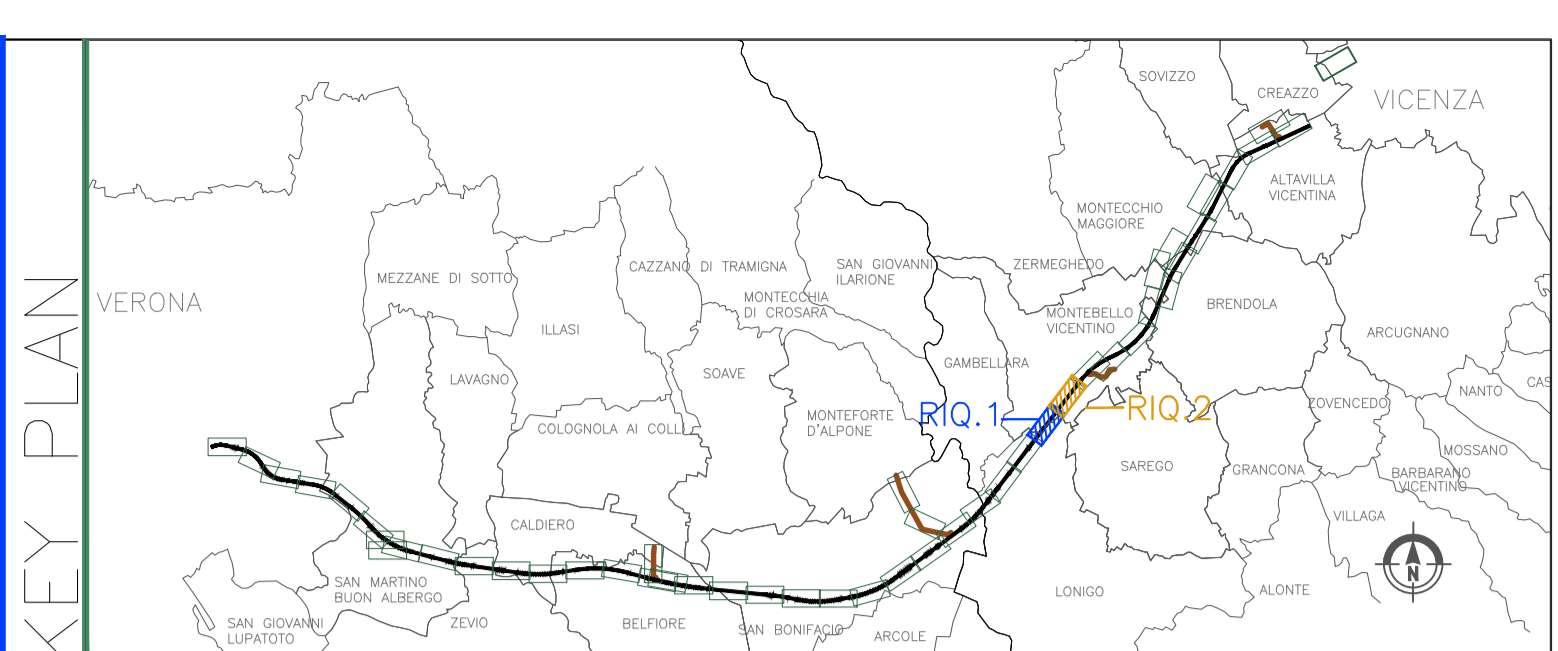 KEY PLAN
SOVIZZO
CREAZZO
VICENZA
ALTAVILLA
VICENTINA
MONTECCHIO
MAGGIORE
CAZZANO DI TRAMIGNA
SAN GIOVANNI
ILARIONE
ZERMEGHEDO
MEZZANE DI SOTTO
VERONA
MONTECCHIA
DI CROSARA
BRENDOLA
MONTEBELLO
VICENTINO
ILLASI
ARCUGNANO
GAMBELLARA
SOAVE
LAVAGNO
NANTO
CAS
ZOVENCEDO
RIQ.1
RIQ.2
MONTEFORTE
D'ALPONE
COLOGNOLA AI COLLI
MOSSANO
SAREGO
GRANCONA
BARBARANO
VICENTINO
VILLAGA
CALDIERO
N
SAN MARTINO
BUON ALBERGO
LONIGO
ALONTE
SAN GIOVANNI
LUPATOTO
ZEVIO
BELFIORE
SAN BONIFACIO
ARCOLE